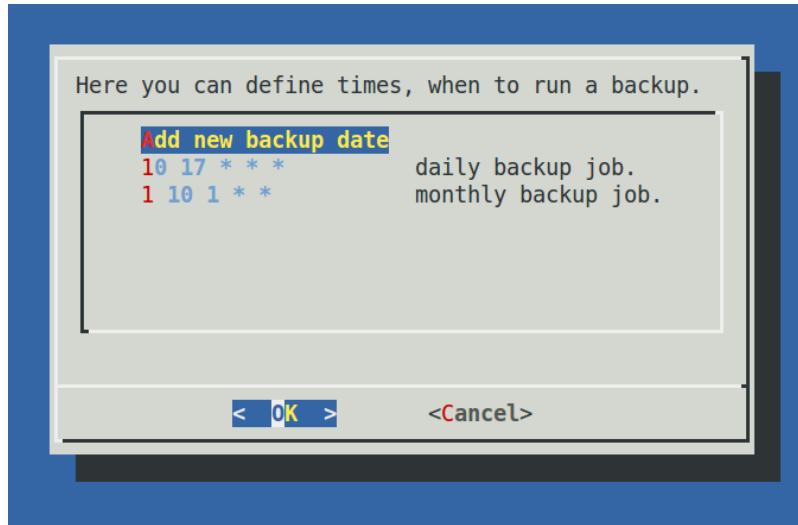 Here you can define times, when to run a backup.
Add new backup date
10 17 * * * daily backup job.
1 10 1 * * monthly backup job.
< OK > <Cancel>